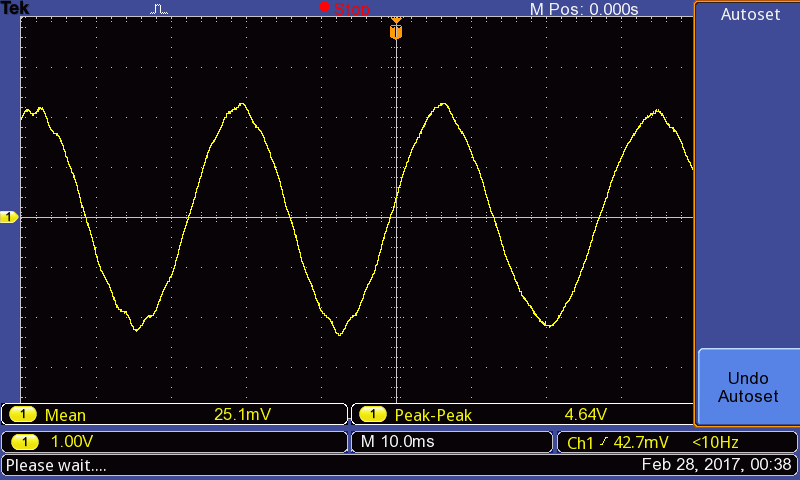 Tek Stop M Pos: 0.000s
Autoset
T
1
Undo
Autoset
1 Mean 25.1mV 1 Peak-Peak 4.64V
1 1.00V M 10.0ms Ch1 42.7mV <10Hz
Please wait.... Feb 28, 2017, 00:38